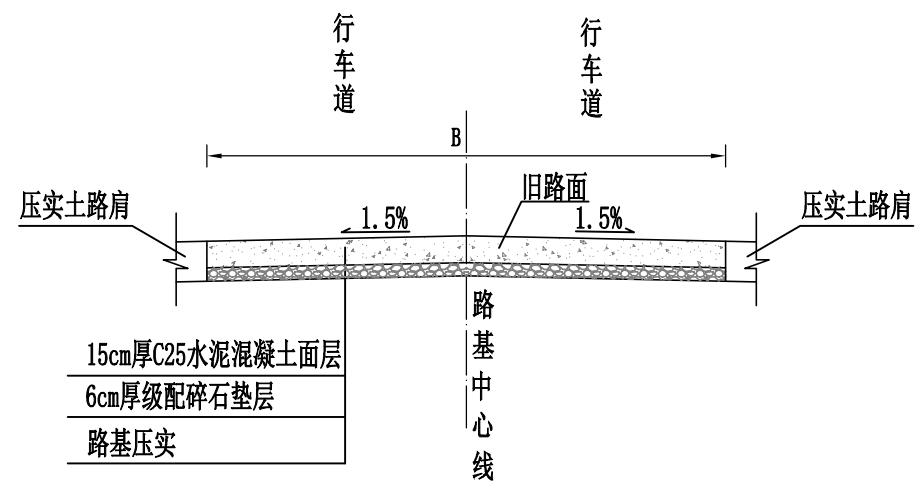 行车道
行车道
B
旧路面
压实土路肩
1.5%
1.5%
压实土路肩
路基中心线
15cm厚C25水泥混凝土面层
6cm厚级配碎石垫层
路基压实